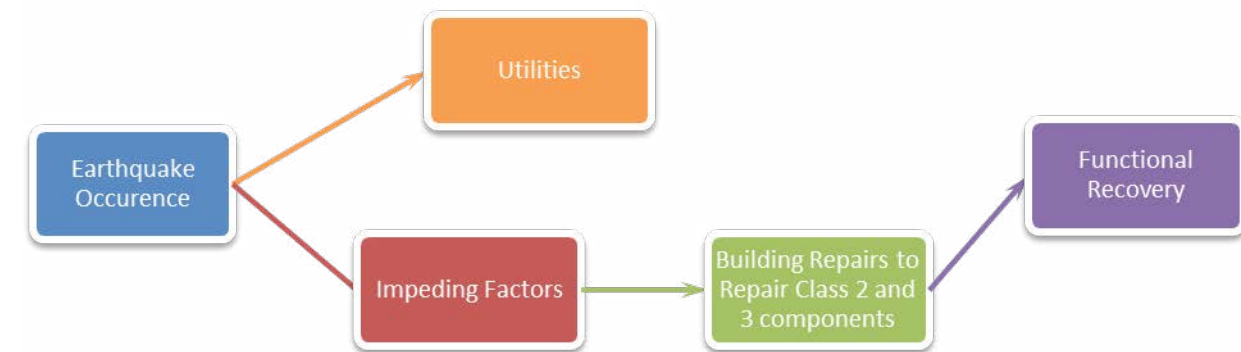 Utilities
Earthquake
Occurence
Functional
Recovery
Impeding Factors
Building Repairs to
Repair Class 2 and
3 components